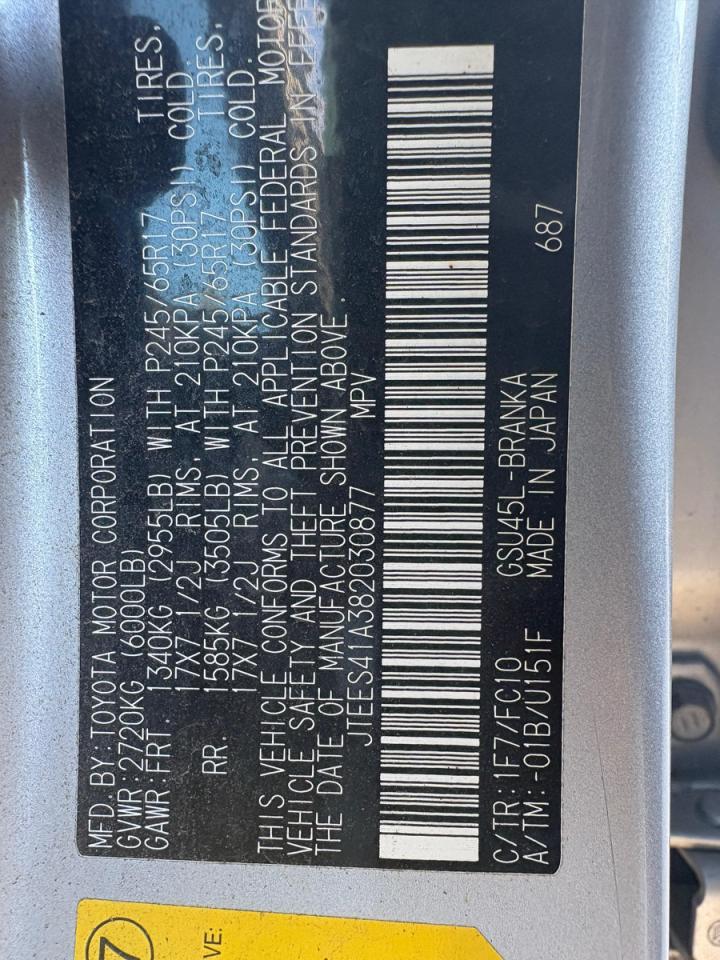 MFD.BY:TOYOTA MOTOR CORPORATION
GVWR:2720KG (6000LB)
GAWR:FRT. 1340KG (2955LB) WITH P245/65R17 TIRES,
17X7 1/2J RIMS, AT 210KPA (30PSI) COLD.
RR. 1585KG (3505LB) WITH P245/65R17 TIRES,
17X7 1/2J RIMS, AT 210KPA (30PSI) COLD.
THIS VEHICLE CONFORMS TO ALL APPLICABLE FEDERAL MOTOR
VEHICLE SAFETY AND THEFT PREVENTION STANDARDS IN
THE DATE OF MANUFACTURE SHOWN ABOVE.
JTEES41A382030877 MPV
C/TR:1F7/FC10 GSU45L-BRANKA
A/TM:-01B/U151F MADE IN JAPAN 687
7
VE: